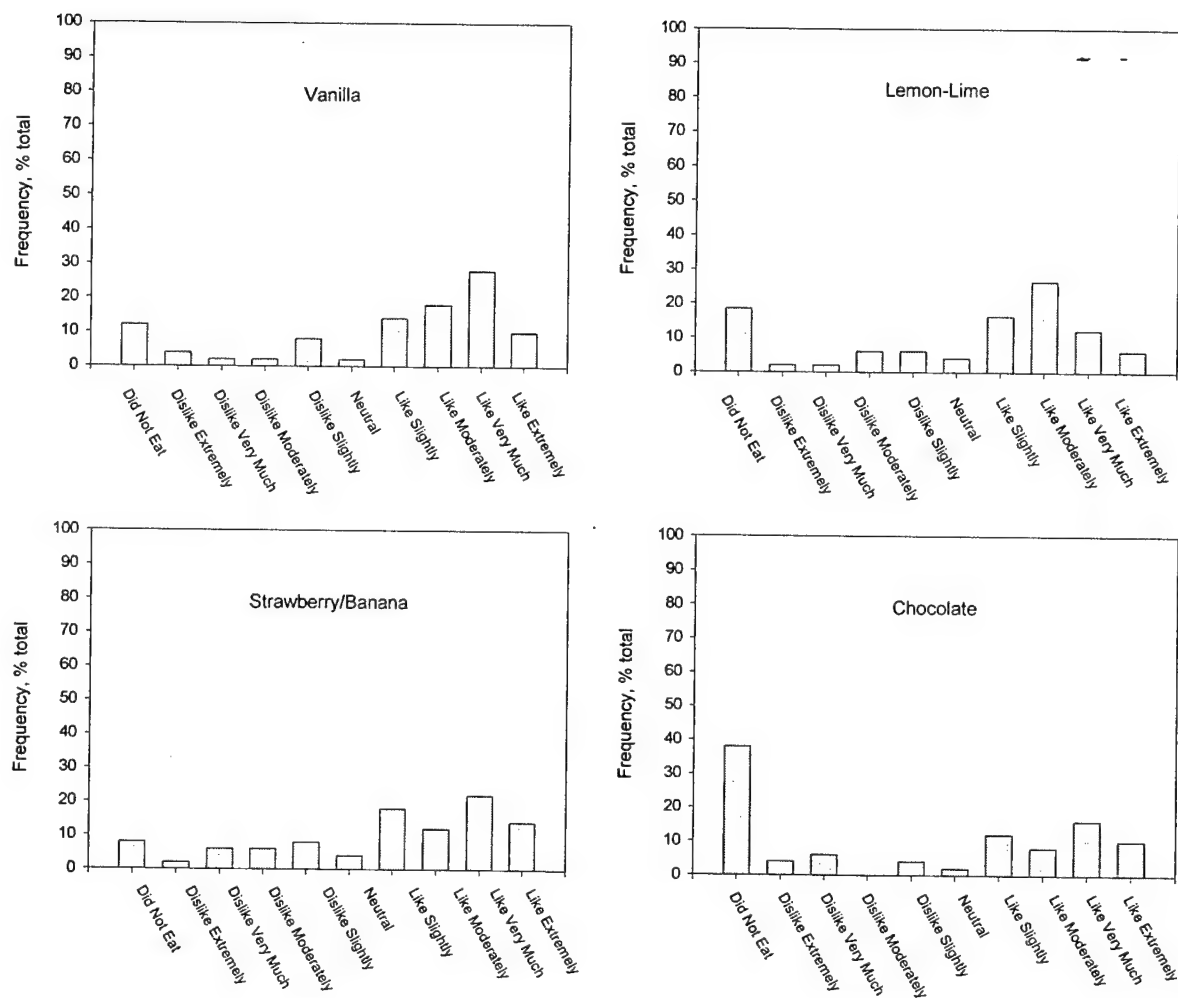 Vanilla
Frequency, % total
100
90
80
70
60
50
40
30
20
10
0
Did Not Eat
Dislike Extremely
Dislike Very Much
Dislike Moderately
Dislike Slightly
Neutral
Like Slightly
Like Moderately
Like Very Much
Like Extremely
Lemon-Lime
Frequency, % total
100
90
80
70
60
50
40
30
20
10
0
Did Not Eat
Dislike Extremely
Dislike Very Much
Dislike Moderately
Dislike Slightly
Neutral
Like Slightly
Like Moderately
Like Very Much
Like Extremely
Strawberry/Banana
Frequency, % total
100
90
80
70
60
50
40
30
20
10
0
Did Not Eat
Dislike Extremely
Dislike Very Much
Dislike Moderately
Dislike Slightly
Neutral
Like Slightly
Like Moderately
Like Very Much
Like Extremely
Chocolate
Frequency, % total
100
90
80
70
60
50
40
30
20
10
0
Did Not Eat
Dislike Extremely
Dislike Very Much
Dislike Moderately
Dislike Slightly
Neutral
Like Slightly
Like Moderately
Like Very Much
Like Extremely